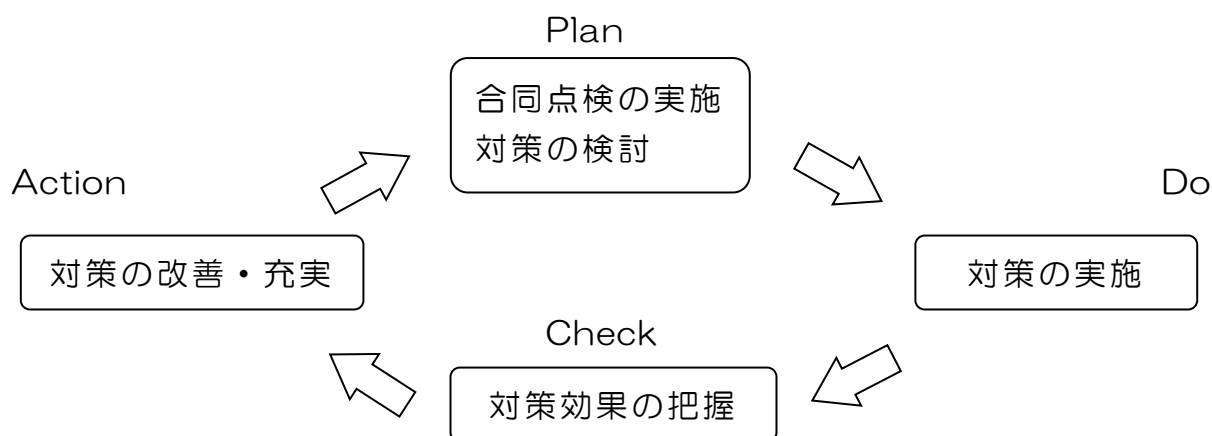 Plan
合同点検の実施
対策の検討
Action
Do
対策の改善・充実
対策の実施
Check
対策効果の把握